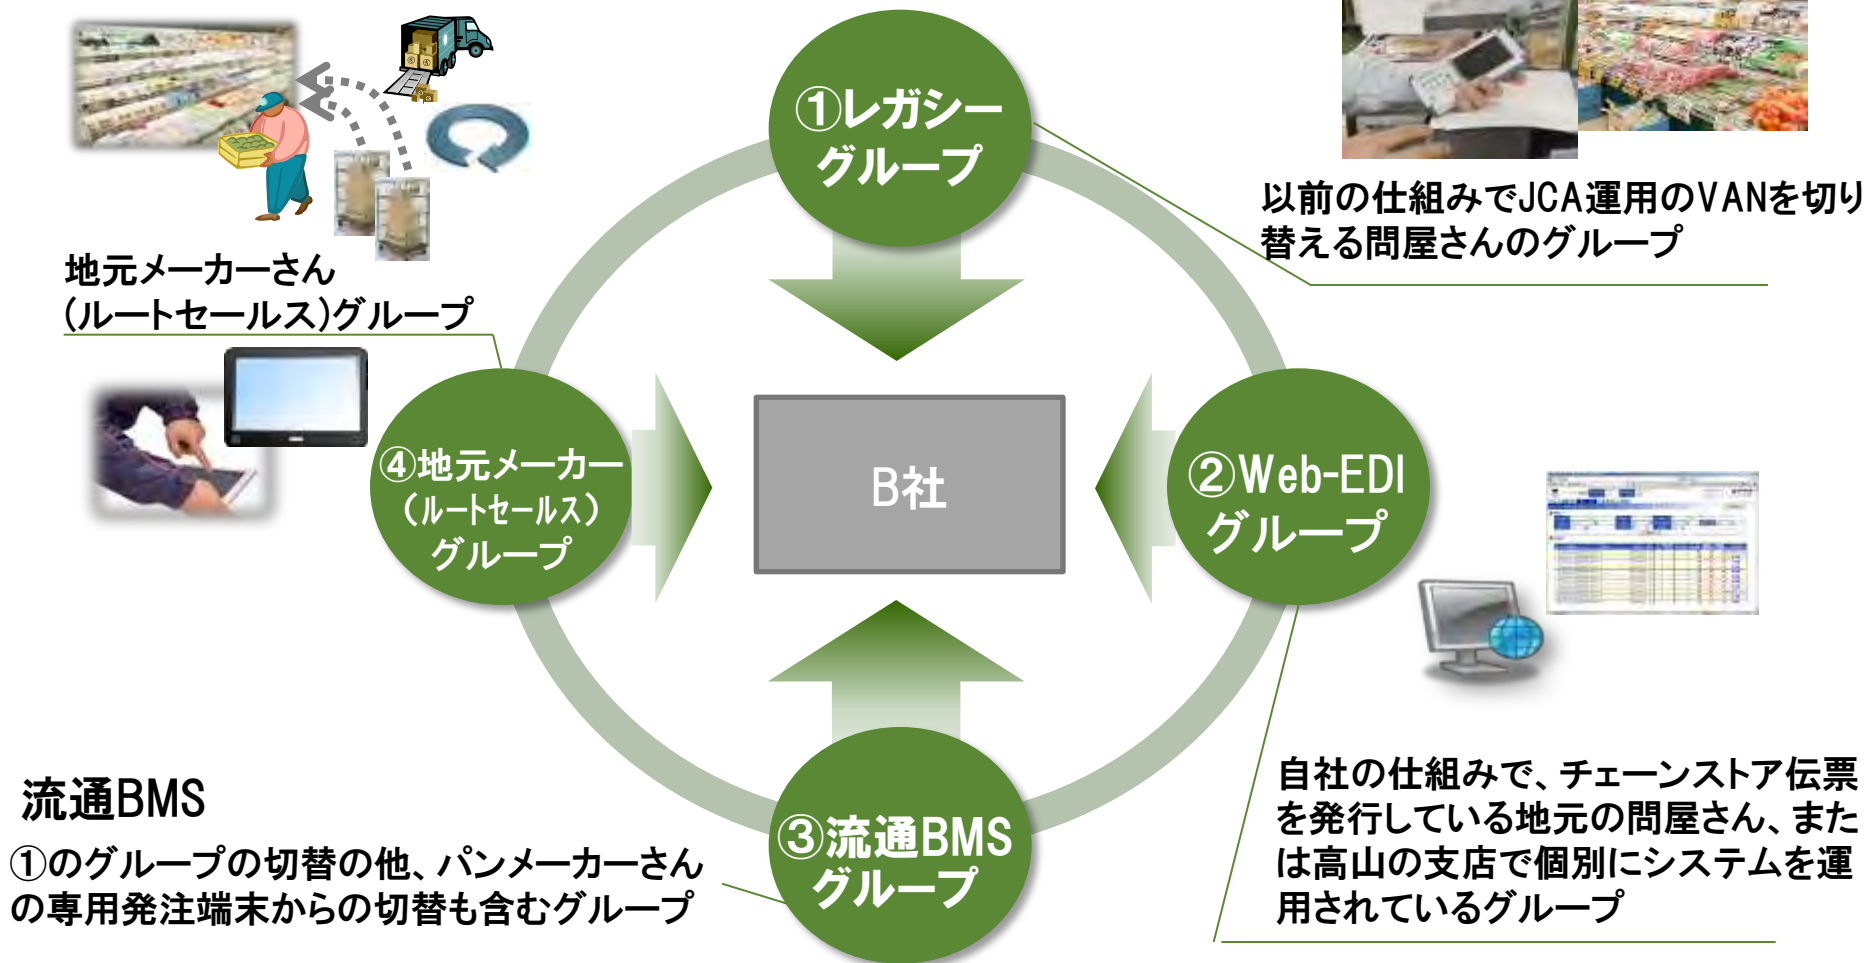 ①レガシー
グループ
以前の仕組みでJCA運用のVANを切り
替える問屋さんのグループ
地元メーカーさん
(ルートセールス)グループ
④地元メーカー
(ルートセールス)
グループ
B社
②Web-EDI
グループ
流通BMS
①のグループの切替の他、パンメーカーさん
の専用発注端末からの切替も含むグループ
③流通BMS
グループ
自社の仕組みで、チェーンストア伝票
を発行している地元の問屋さん、また
は高山の支店で個別にシステムを運
用されているグループ